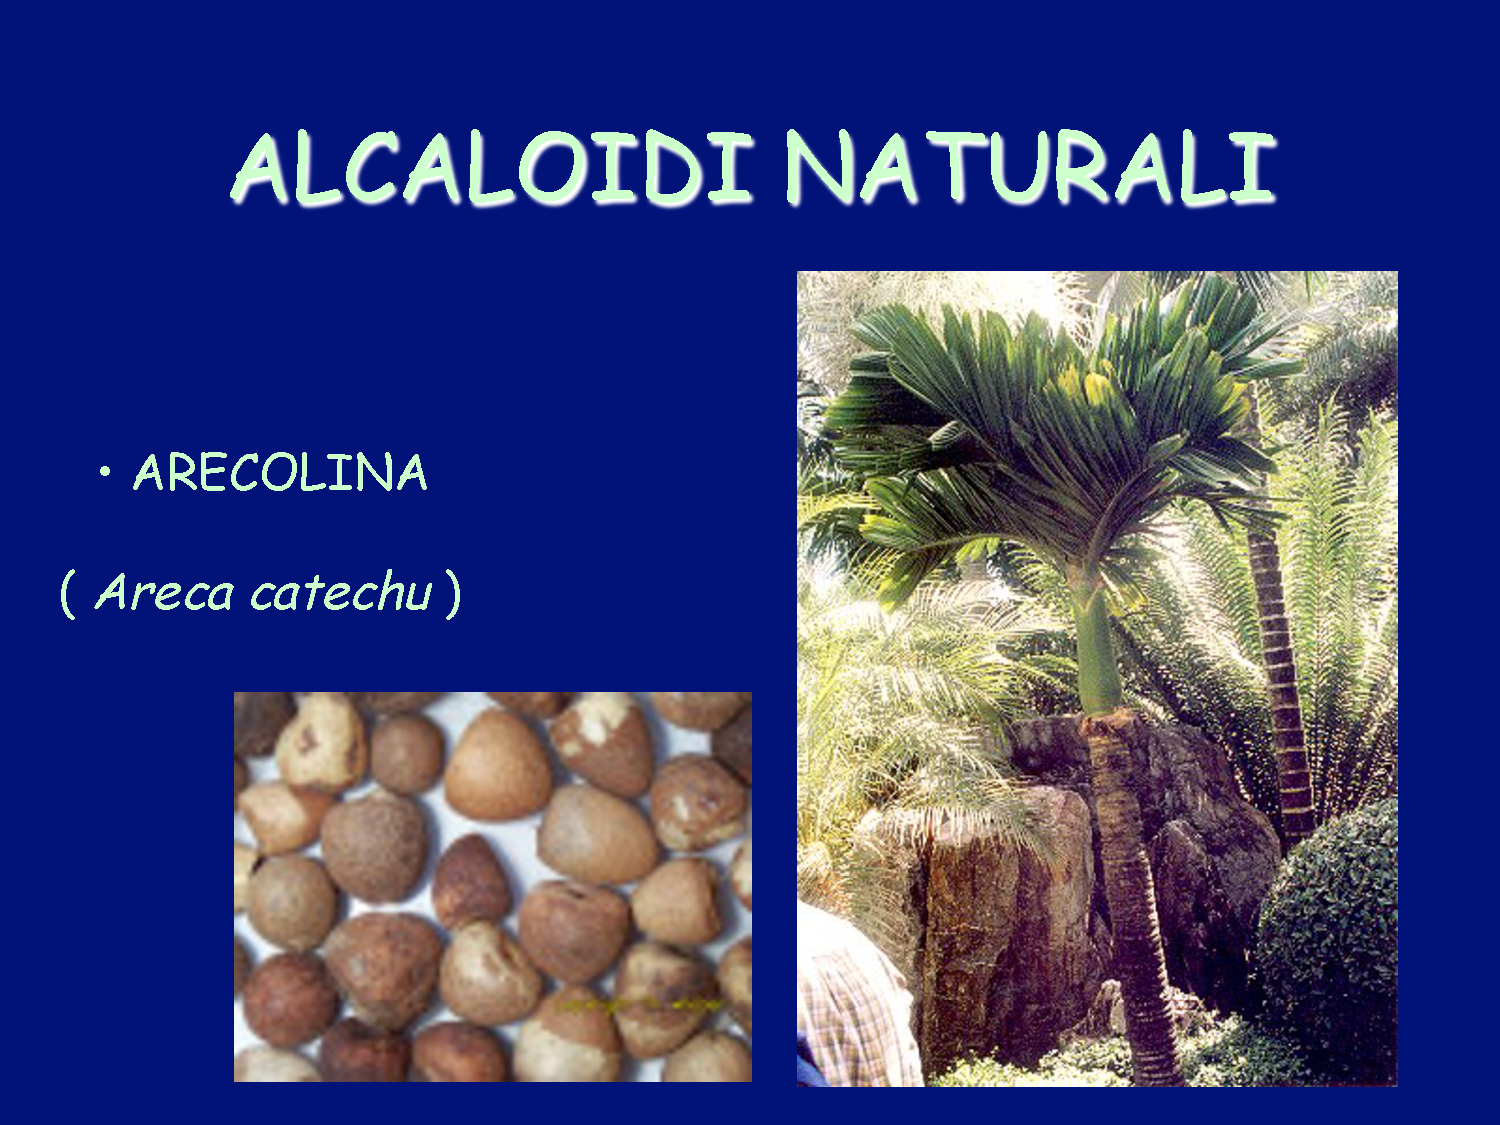 ALCALOIDI NATURALI
• ARECOLINA
( Areca catechu )